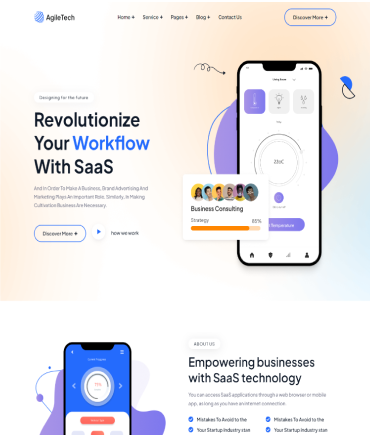 AgileTech
Home + Service + Pages + Blog + Contact Us
Discover More +
Designing for the future
Revolutionize
Your Workflow
With SaaS
And In Order To Make A Business, Brand Advertising And
Marketing Plays An Important Role. Similarly, In Making
Cultivation Business Are Necessary.
Discover More +
how we work
Living Room
23°C
Business Consulting
Strategy
85%
ABOUT US
Empowering businesses
with SaaS technology
You can access SaaS applications through a web browser or mobile
app, as long as you have an internet connection.
Mistakes To Avoid to the
Mistakes To Avoid to the
Your Startup Industry stan
Your Startup Industry stan